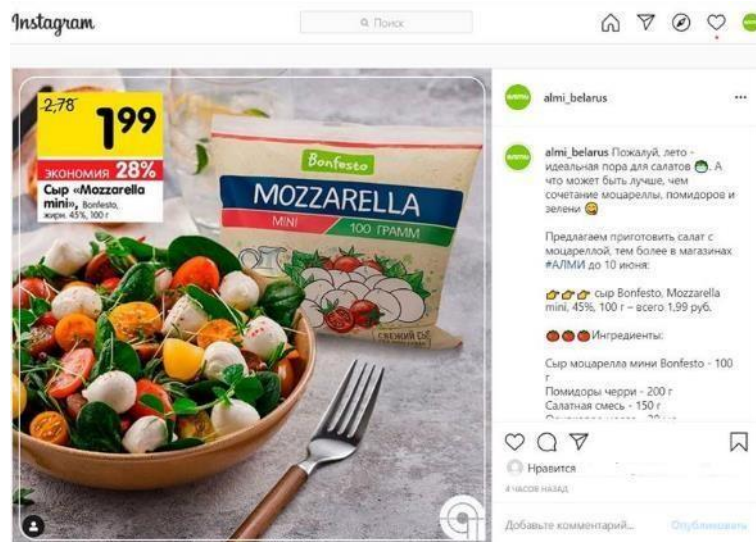 Instagram
Поиск
2,78
1 99
ЭКОНОМИЯ 28%
Сыр «Mozzarella
mini», Bonfesto,
жирн. 45%, 100 г
Bonfesto
MOZZARELLA
MINI
100 ГРАММ
СВЕЖИЙ СЫР
almi_belarus
almi_belarus Пожалуй, лето -
идеальная пора для салатов 🥗. А
что может быть лучше, чем
сочетание моцареллы, помидоров и
зелени 😋
Предлагаем приготовить салат с
моцареллой, тем более в магазинах
#АЛМИ до 10 июня:
👉👉👉 сыр Bonfesto, Mozzarella
mini, 45%, 100 г – всего 1,99 руб.
🍅🍅🍅Ингредиенты:
Сыр моцарелла мини Bonfesto - 100
г
Помидоры черри - 200 г
Салатная смесь - 150 г
Нравится
4 ЧАСОВ НАЗАД
Добавьте комментарий...
Опубликовать